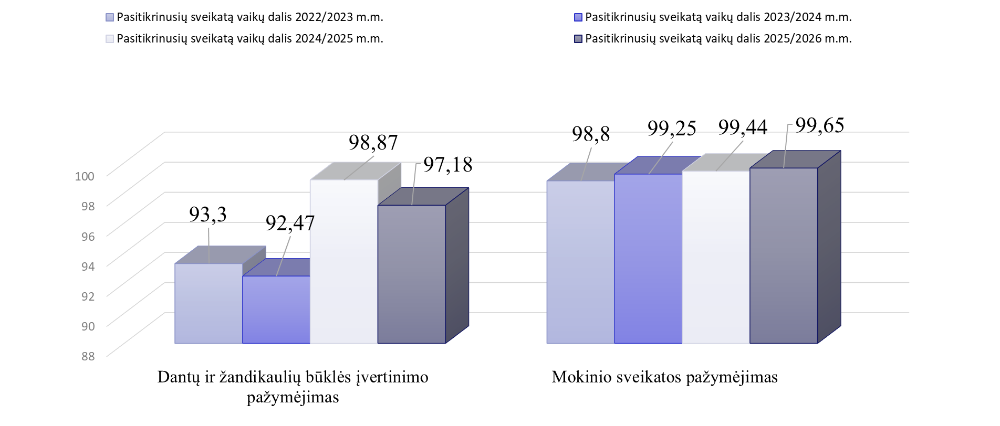 Pasitikrinusių sveikatą vaikų dalis 2022/2023 m.m.
Pasitikrinusių sveikatą vaikų dalis 2023/2024 m.m.
Pasitikrinusių sveikatą vaikų dalis 2024/2025 m.m.
Pasitikrinusių sveikatą vaikų dalis 2025/2026 m.m.
100
98
96
94
92
90
88
93,3
92,47
98,87
97,18
98,8
99,25
99,44
99,65
Dantų ir žandikaulių būklės įvertinimo
pažymėjimas
Mokinio sveikatos pažymėjimas